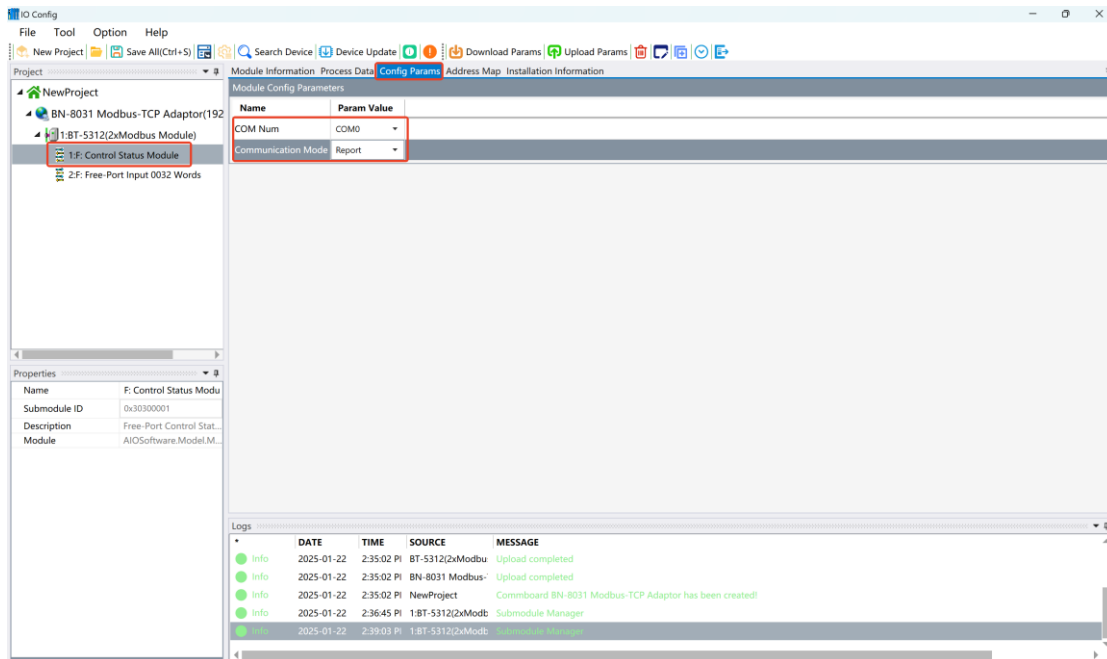 IO Config
File Tool Option Help
New Project Save All(Ctrl+S) Search Device Device Update Download Params Upload Params
Project
NewProject
BN-8031 Modbus-TCP Adaptor(192
1:BT-5312(2xModbus Module)
1:F: Control Status Module
2:F: Free-Port Input 0032 Words
Module Information Process Data Config Params Address Map Installation Information
Module Config Parameters
Name Param Value
COM Num COM0
Communication Mode Report
Properties
Name F: Control Status Modu
Submodule ID 0x30300001
Description Free-Port Control Stat...
Module AIOSoftware.Model.M...
Logs
* DATE TIME SOURCE MESSAGE
Info 2025-01-22 2:35:02 PI BT-5312(2xModbu: Upload completed
Info 2025-01-22 2:35:02 PI BN-8031 Modbus- Upload completed
Info 2025-01-22 2:35:02 PI NewProject Commboard BN-8031 Modbus-TCP Adaptor has been created!
Info 2025-01-22 2:36:45 PI 1:BT-5312(2xModb Submodule Manager
Info 2025-01-22 2:39:03 PI 1:BT-5312(2xModb Submodule Manager